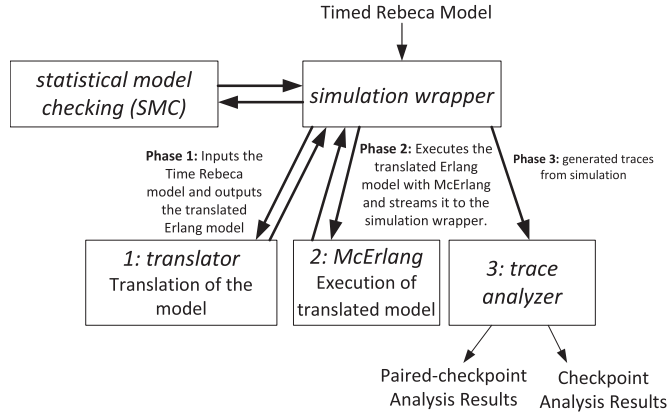 Timed Rebeca Model
statistical model
checking (SMC)
simulation wrapper
Phase 1: Inputs the
Time Rebeca
model and outputs
the translated
Erlang model
Phase 2: Executes the
translated Erlang
model with McErlang
and streams it to the
simulation wrapper.
Phase 3: generated traces
from simulation
1: translator
Translation of the
model
2: McErlang
Execution of
translated model
3: trace
analyzer
Paired-checkpoint
Analysis Results
Checkpoint
Analysis Results